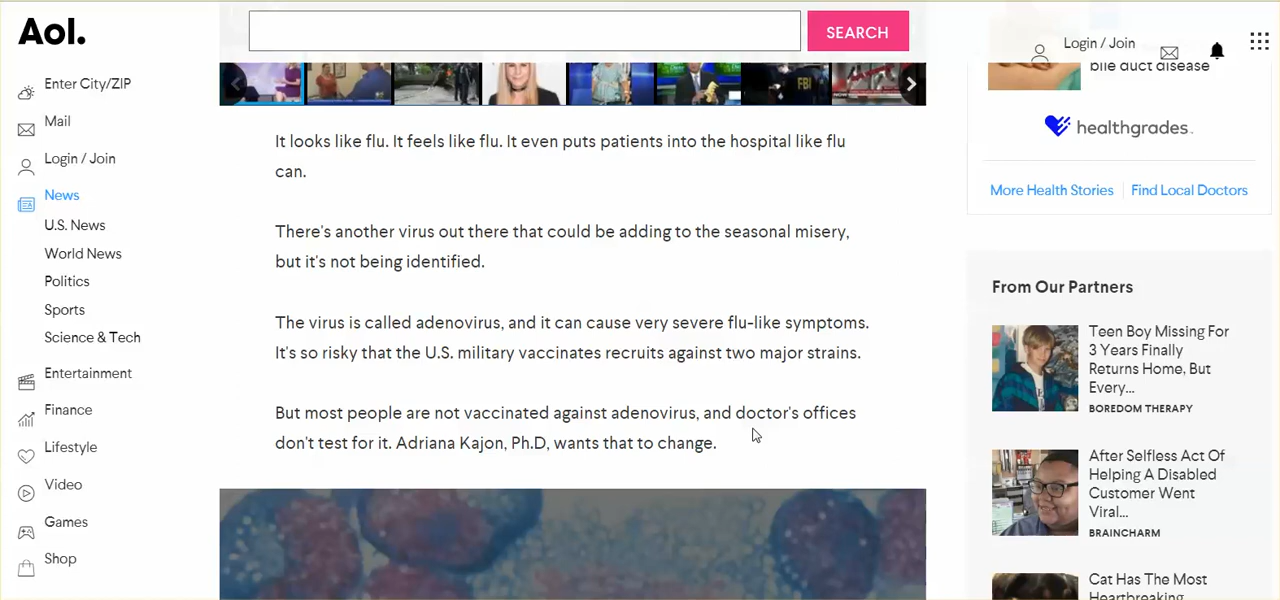 Aol.
SEARCH
Login / Join
Enter City/ZIP
Mail
Login / Join
News
U.S. News
World News
Politics
Sports
Science & Tech
Entertainment
Finance
Lifestyle
Video
Games
Shop
FBI
It looks like flu. It feels like flu. It even puts patients into the hospital like flu
can.
There's another virus out there that could be adding to the seasonal misery,
but it's not being identified.
The virus is called adenovirus, and it can cause very severe flu-like symptoms.
It's so risky that the U.S. military vaccinates recruits against two major strains.
But most people are not vaccinated against adenovirus, and doctor's offices
don't test for it. Adriana Kajon, Ph.D, wants that to change.
bile duct disease
healthgrades.
More Health Stories
Find Local Doctors
From Our Partners
Teen Boy Missing For
3 Years Finally
Returns Home, But
Every...
BOREDOM THERAPY
After Selfless Act Of
Helping A Disabled
Customer Went
Viral...
BRAINCHARM
Cat Has The Most
Heartbreaking